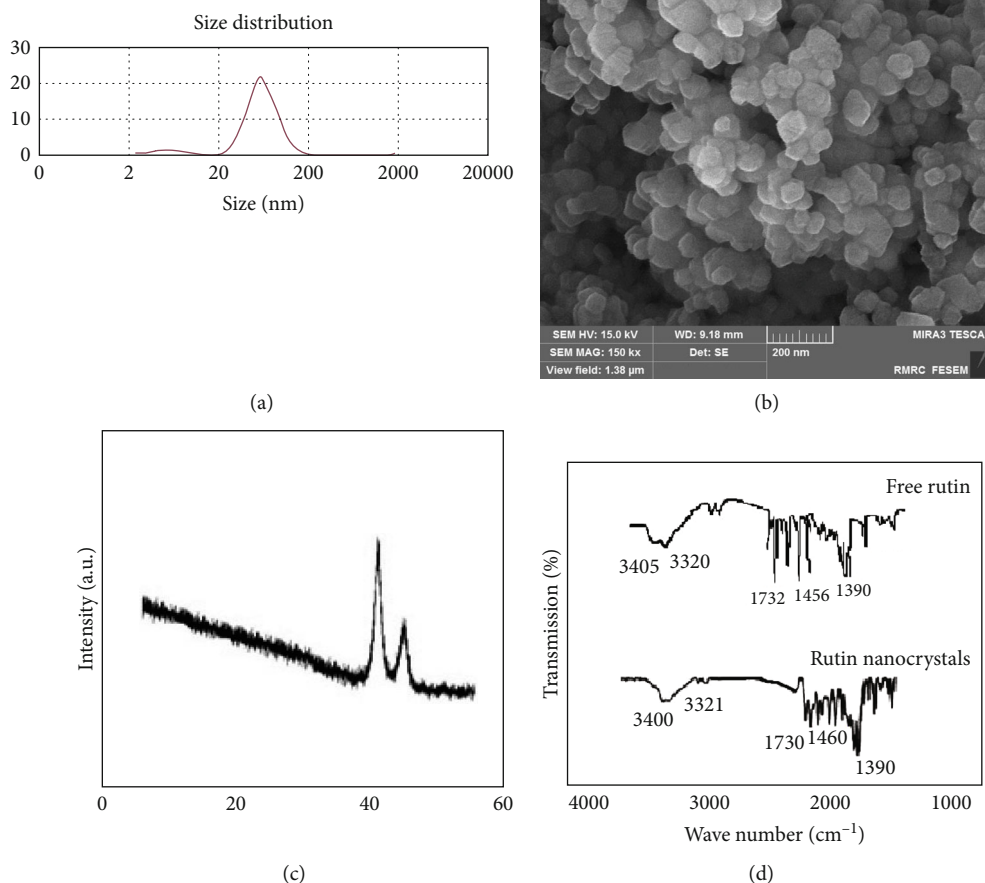 Size distribution
30
20
10
0
0 2 20 200 2000 20000
Size (nm)
(a)
SEM HV: 15.0 kV WD: 9.18 mm MIRA3 TESCA
SEM MAG: 150 kx Det: SE 200 nm
View field: 1.38 µm RMRC FESEM
(b)
Intensity (a.u.)
0 20 40 60
(c)
Transmission (%)
Free rutin
3405 3320 1732 1456 1390
Rutin nanocrystals
3400 3321 1730 1460 1390
4000 3000 2000 1000
Wave number (cm⁻¹)
(d)